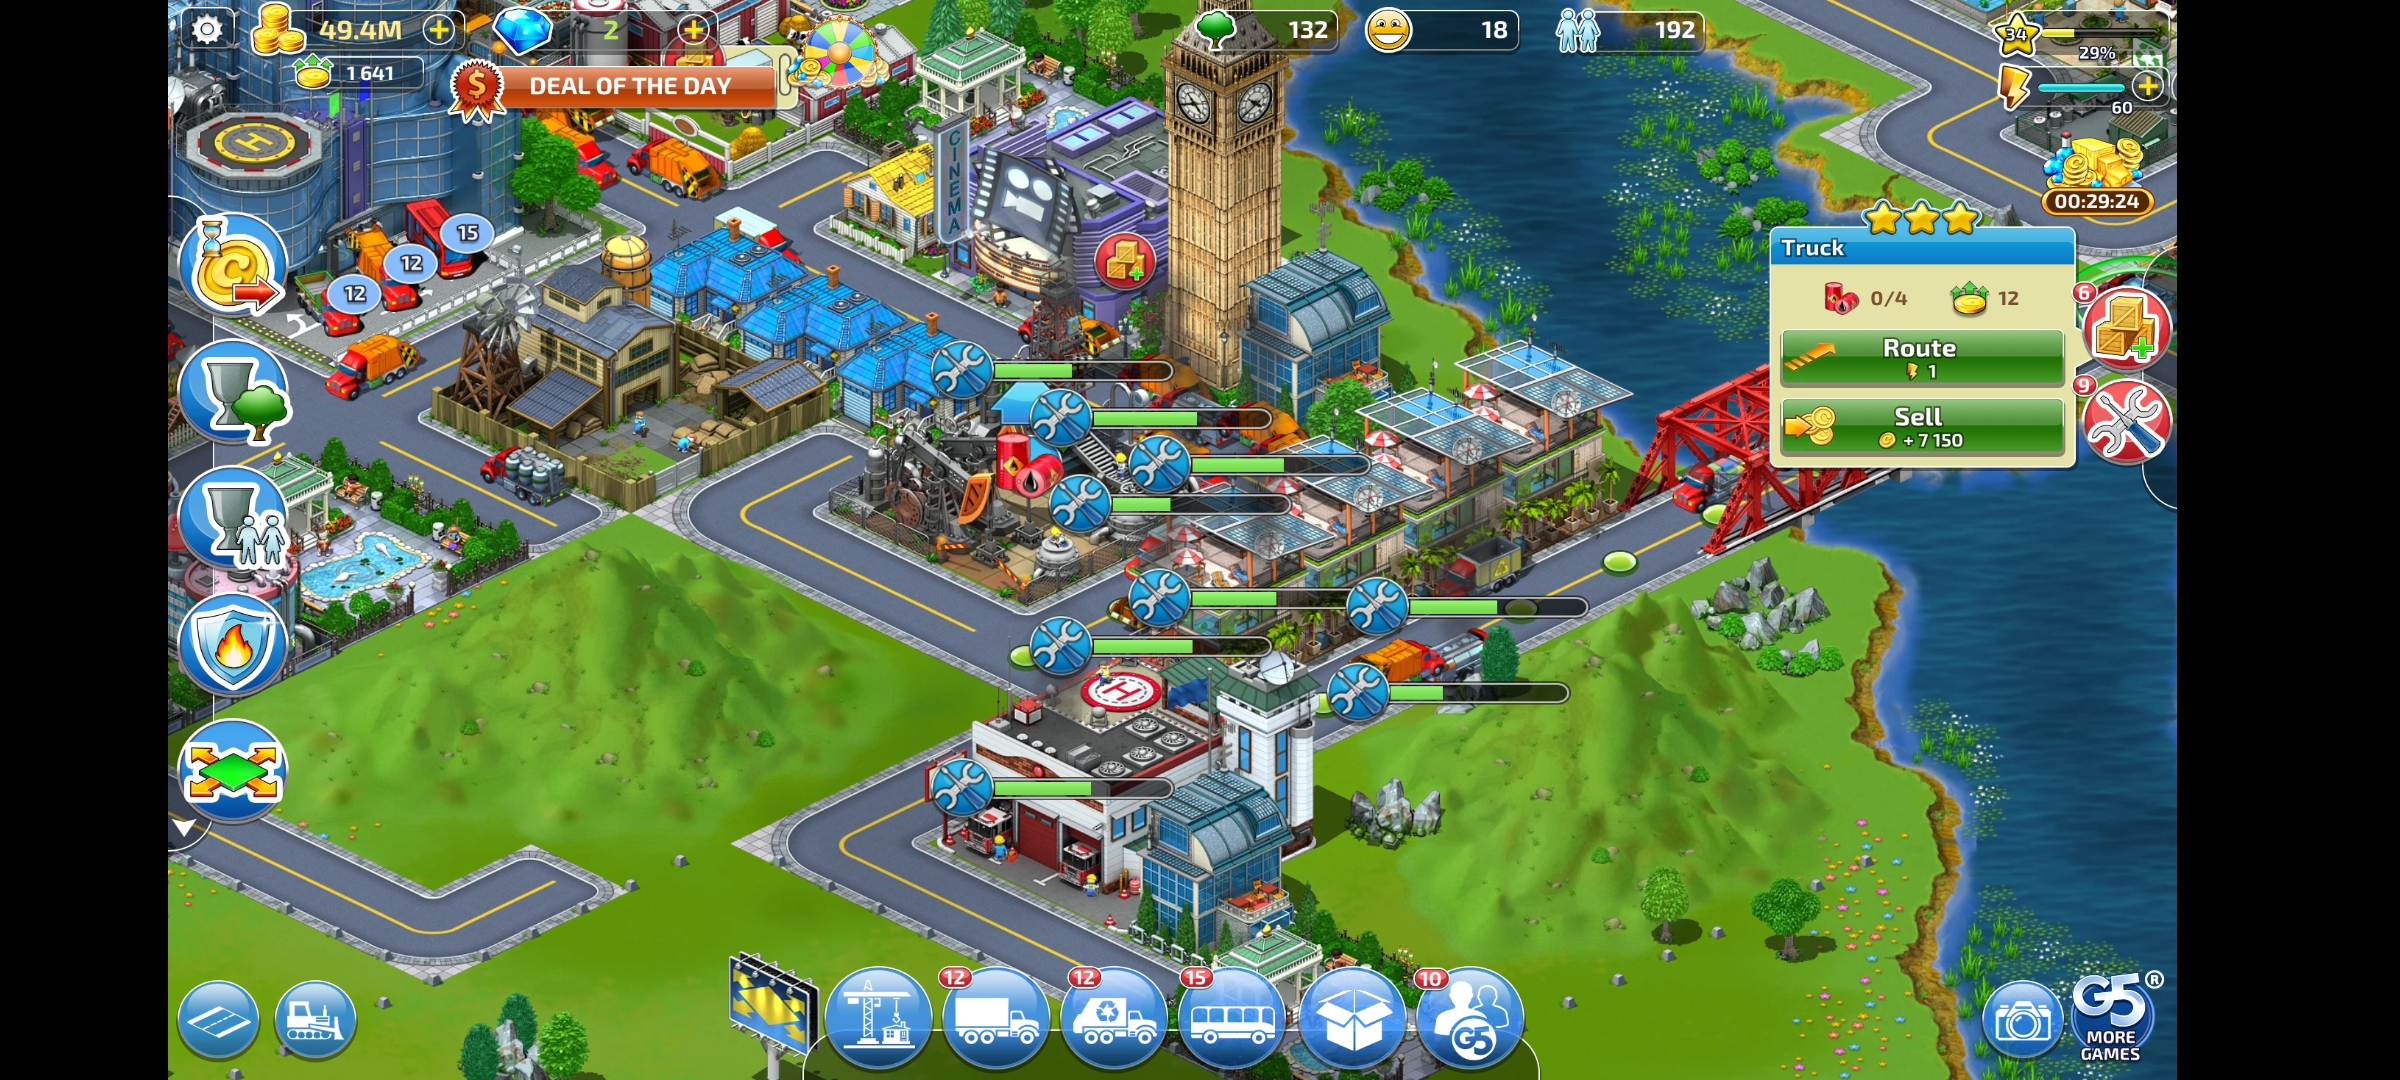 49.4M
2
132
18
192
34
29%
1 641
DEAL OF THE DAY
60
H
CINEMA
00:29:24
15
12
12
Truck
0/4
12
Route
1
Sell
+ 7 150
6
9
H
12
12
15
10
A
G5
G5®
MORE
GAMES